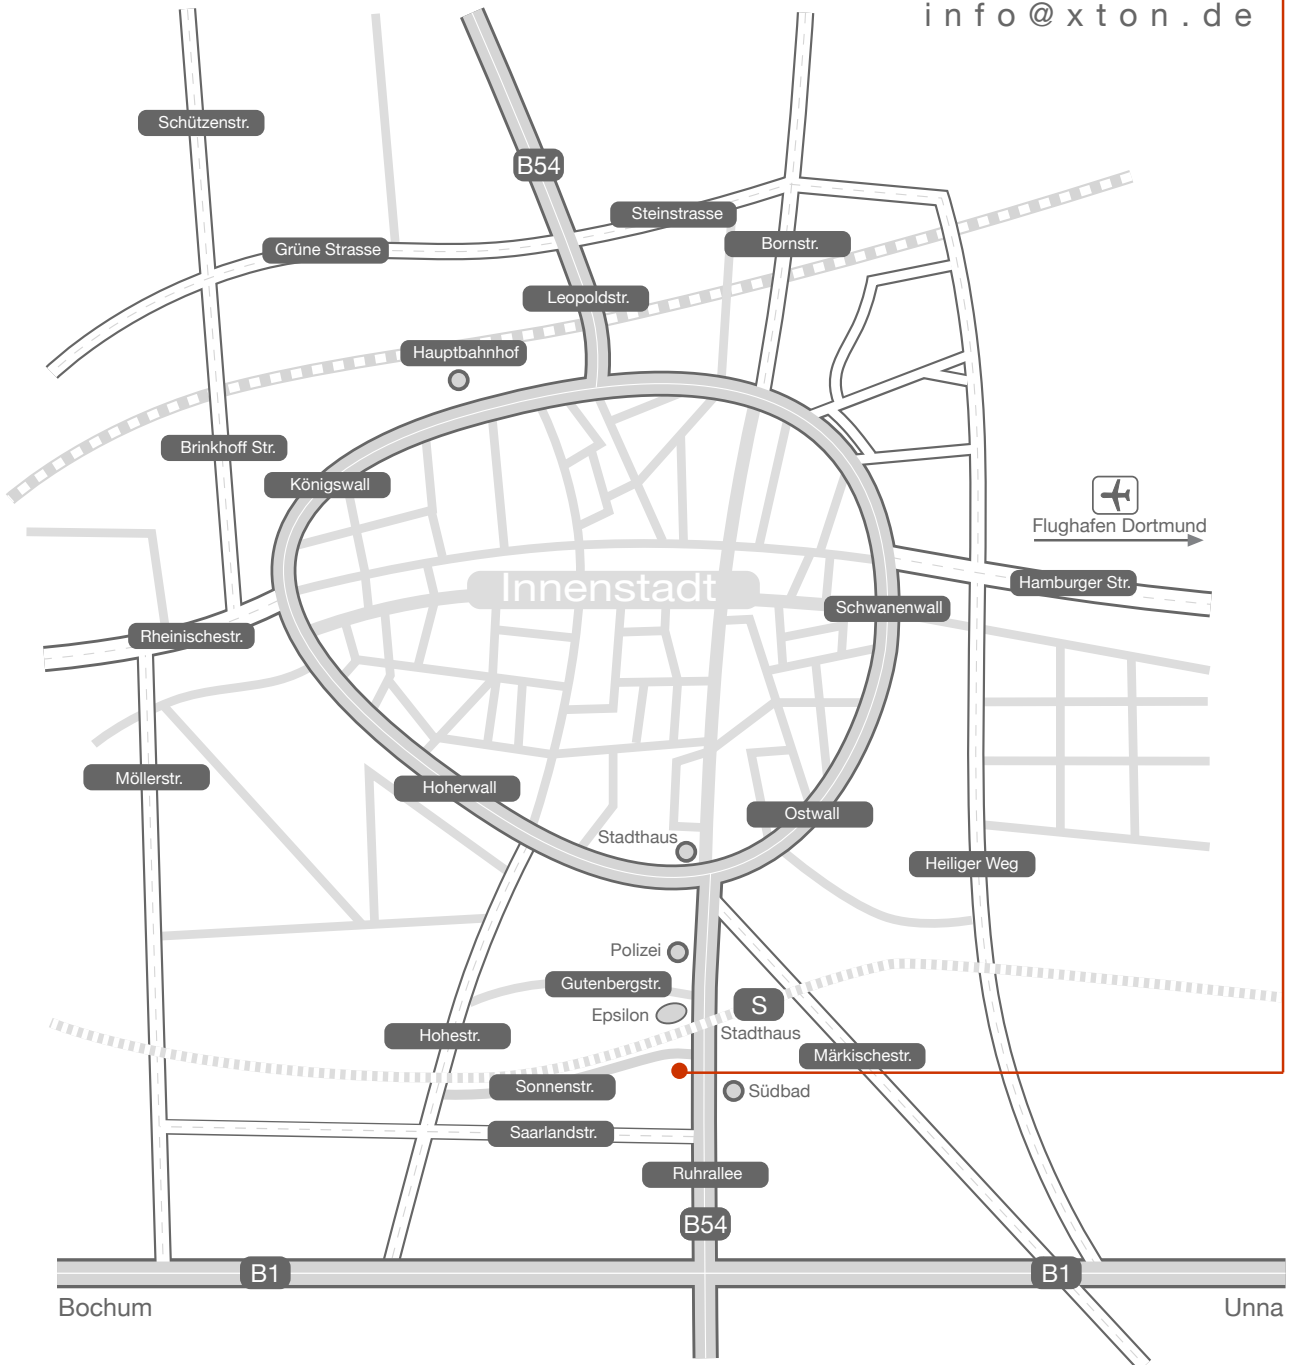 info@xton.de
Schützenstr.
B54
Steinstrasse
Grüne Strasse
Bornstr.
Leopoldstr.
Hauptbahnhof
Brinkhoff Str.
Königswall
Flughafen Dortmund
Innenstadt
Hamburger Str.
Schwanenwall
Rheinischestr.
Möllerstr.
Hoherwall
Ostwall
Stadthaus
Heiliger Weg
Polizei
Gutenbergstr.
S
Epsilon
Stadthaus
Hohestr.
Märkischestr.
Sonnenstr.
Südbad
Saarlandstr.
Ruhrallee
B54
B1
B1
Bochum
Unna